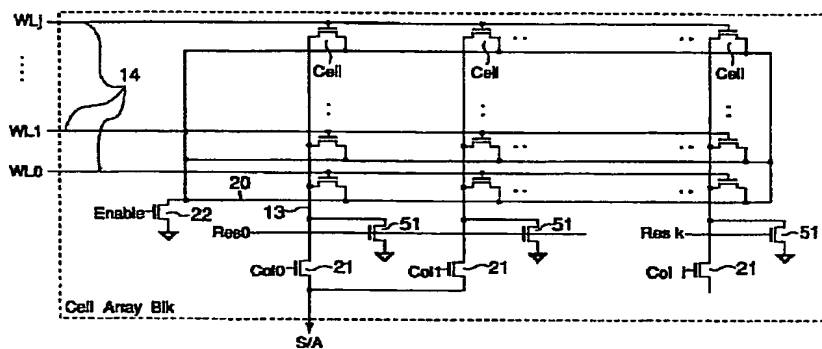 WLj
14
Cell Cell Cell
WL1
WL0
20
Enable 22 13 51 51
Res0 Res k 51
Col0 21 Col1 21 Col i 21
Cell Array Blk
S/A